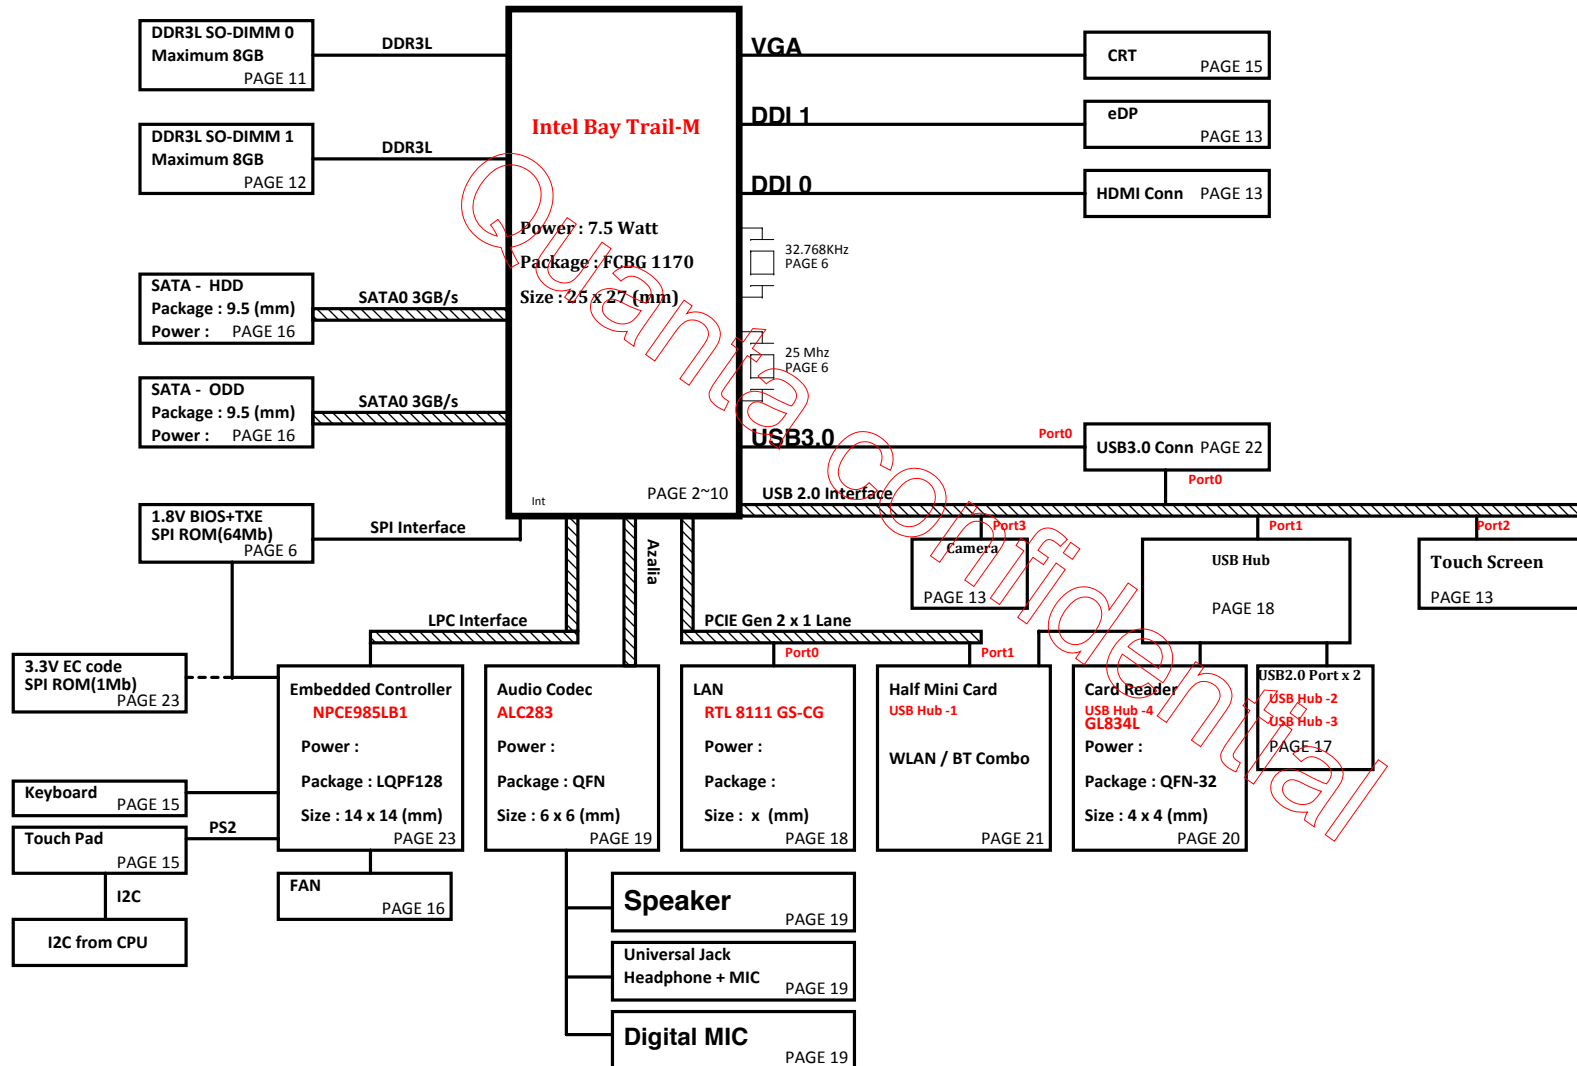 DDR3L SO-DIMM 0
Maximum 8GB
PAGE 11
DDR3L
DDR3L SO-DIMM 1
Maximum 8GB
PAGE 12
DDR3L
SATA - HDD
Package : 9.5 (mm)
Power : PAGE 16
SATA0 3GB/s
SATA - ODD
Package : 9.5 (mm)
Power : PAGE 16
SATA0 3GB/s
1.8V BIOS+TXE
SPI ROM(64Mb)
PAGE 6
SPI Interface
Intel Bay Trail-M
Power : 7.5 Watt
Package : FCBG 1170
Size : 25 x 27 (mm)
PAGE 2~10
Int
VGA
CRT
PAGE 15
DDI 1
eDP
PAGE 13
DDI 0
HDMI Conn PAGE 13
32.768KHz
PAGE 6
25 Mhz
PAGE 6
USB3.0
Port0
USB3.0 Conn PAGE 22
Port0
USB 2.0 Interface
Port3
Camera
PAGE 13
Port1
USB Hub
PAGE 18
Port2
Touch Screen
PAGE 13
Azalia
LPC Interface
PCIE Gen 2 x 1 Lane
Port0
Port1
3.3V EC code
SPI ROM(1Mb)
PAGE 23
Embedded Controller
NPCE985LB1
Power :
Package : LQPF128
Size : 14 x 14 (mm)
PAGE 23
Audio Codec
ALC283
Power :
Package : QFN
Size : 6 x 6 (mm)
PAGE 19
LAN
RTL 8111 GS-CG
Power :
Package :
Size : x (mm)
PAGE 18
Half Mini Card
USB Hub -1
WLAN / BT Combo
PAGE 21
Card Reader
USB Hub -4
GL834L
Power :
Package : QFN-32
Size : 4 x 4 (mm)
PAGE 20
USB2.0 Port x 2
USB Hub -2
USB Hub -3
PAGE 17
Keyboard
PAGE 15
Touch Pad
PAGE 15
PS2
I2C
I2C from CPU
FAN
PAGE 16
Speaker
PAGE 19
Universal Jack
Headphone + MIC
PAGE 19
Digital MIC
PAGE 19
Quanta confidential